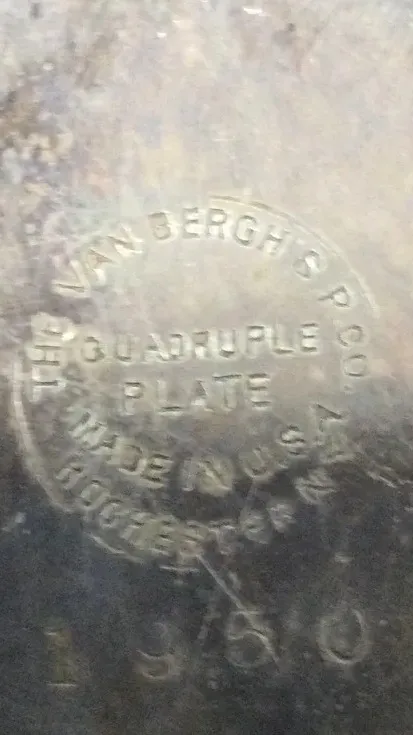 THE VAN BERGH'S P. CO.
QUADRUPLE
PLATE
MADE IN U.S.A.
ROCHESTER N.Y.
1360